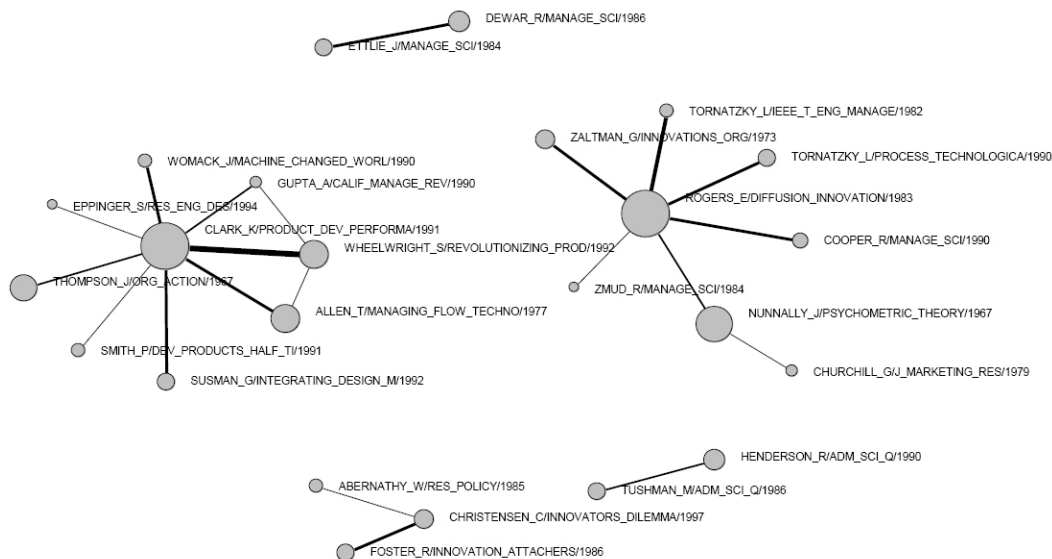 DEWAR_R/MANAGE_SCI/1986
ETTLIE_J/MANAGE_SCI/1984
TORNATZKY_L/IEEE_T_ENG_MANAGE/1982
ZALTMAN_G/INNOVATIONS_ORG/1973
TORNATZKY_L/PROCESS_TECHNOLOGICA/1990
WOMACK_J/MACHINE_CHANGED_WORL/1990
GUPTA_A/CALIF_MANAGE_REV/1990
ROGERS_E/DIFFUSION_INNOVATION/1983
EPPINGER_S/RES_ENG_DES/1994
CLARK_K/PRODUCT_DEV_PERFORMA/1991
WHEELWRIGHT_S/REVOLUTIONIZING_PROD/1992
COOPER_R/MANAGE_SCI/1990
THOMPSON_J/ORG_ACTION/1967
ZMUD_R/MANAGE_SCI/1984
ALLEN_T/MANAGING_FLOW_TECHNO/1977
NUNNALLY_J/PSYCHOMETRIC_THEORY/1967
SMITH_P/DEV_PRODUCTS_HALF_TI/1991
CHURCHILL_G/J_MARKETING_RES/1979
SUSMAN_G/INTEGRATING_DESIGN_M/1992
HENDERSON_R/ADM_SCI_Q/1990
ABERNATHY_W/RES_POLICY/1985
TUSHMAN_M/ADM_SCI_Q/1986
CHRISTENSEN_C/INNOVATORS_DILEMMA/1997
FOSTER_R/INNOVATION_ATTACHERS/1986